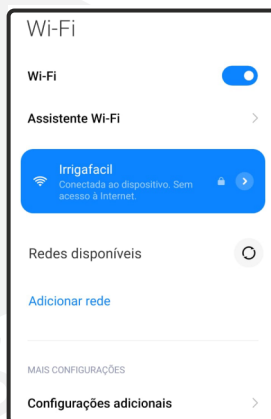 Wi-Fi
Wi-Fi
Assistente Wi-Fi
Irrigafacil
Conectada ao dispositivo. Sem
acesso à Internet.
Redes disponíveis
Adicionar rede
MAIS CONFIGURAÇÕES
Configurações adicionais